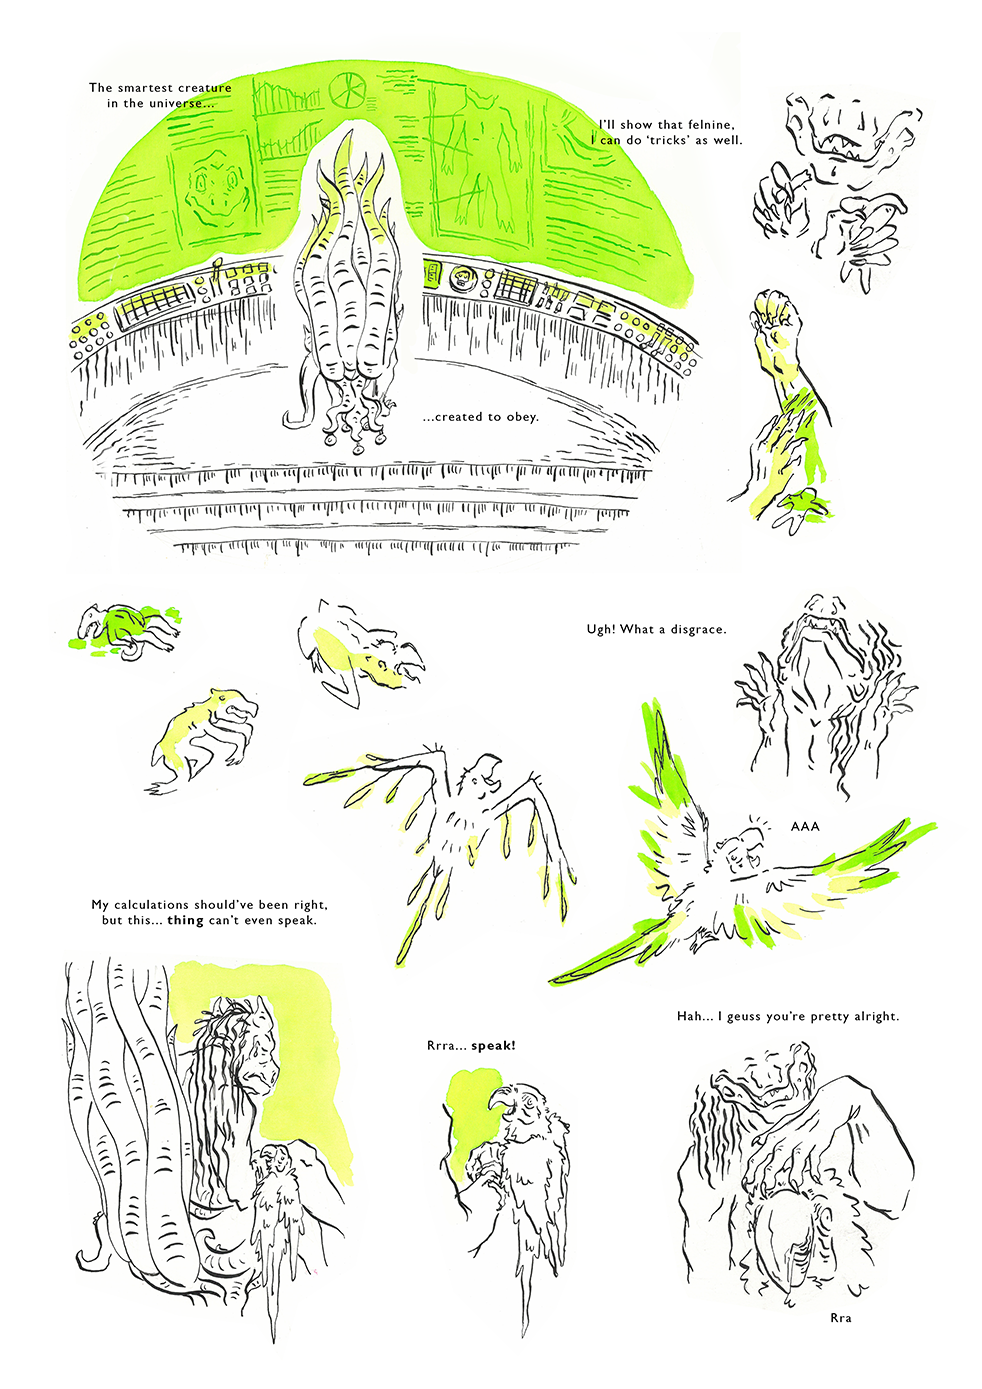 The smartest creature
in the universe...
I'll show that felnine,
I can do 'tricks' as well.
...created to obey.
Ugh! What a disgrace.
AAA
My calculations should've been right,
but this... thing can't even speak.
Rrra... speak!
Hah... I geuss you're pretty alright.
Rra